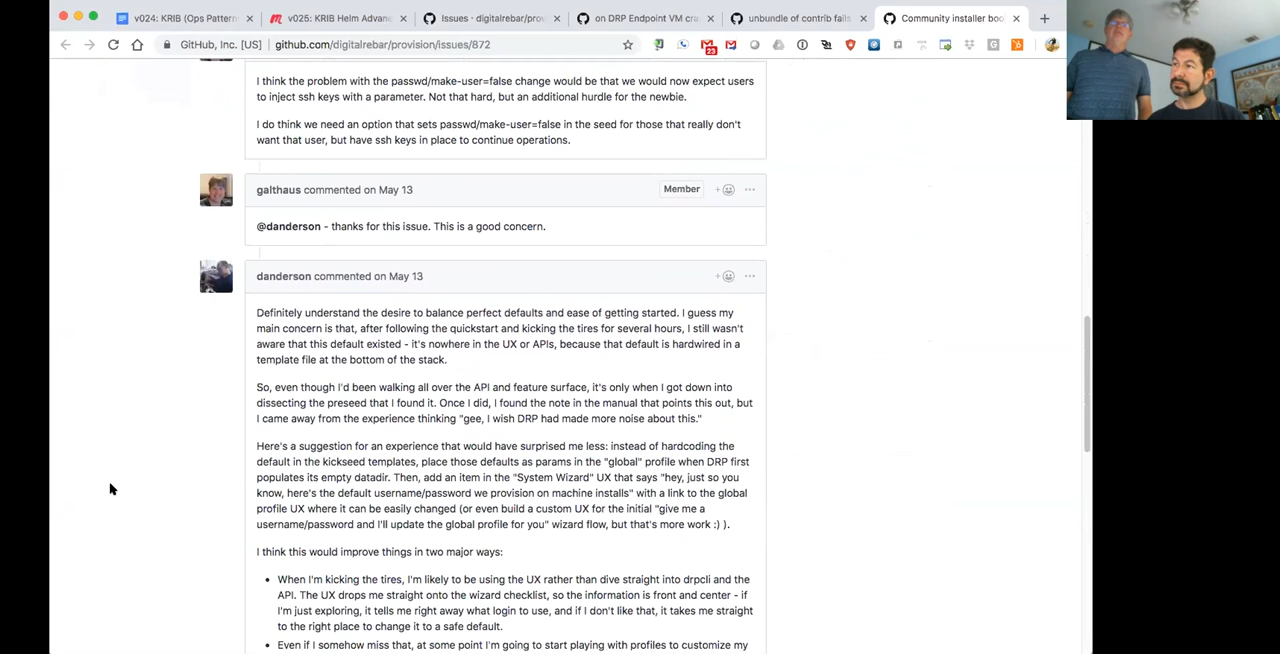 v024: KRIB (Ops Pattern
v025: KRIB Helm Advan
Issues · digitalrebar/prov
on DRP Endpoint VM cra
unbundle of contrib fails
Community installer boo
GitHub, Inc. [US]
github.com/digitalrebar/provision/issues/872
23
I think the problem with the passwd/make-user=false change would be that we would now expect users
to inject ssh keys with a parameter. Not that hard, but an additional hurdle for the newbie.
I do think we need an option that sets passwd/make-user=false in the seed for those that really don't
want that user, but have ssh keys in place to continue operations.
galthaus commented on May 13
Member
@danderson - thanks for this issue. This is a good concern.
danderson commented on May 13
Definitely understand the desire to balance perfect defaults and ease of getting started. I guess my
main concern is that, after following the quickstart and kicking the tires for several hours, I still wasn't
aware that this default existed - it's nowhere in the UX or APIs, because that default is hardwired in a
template file at the bottom of the stack.
So, even though I'd been walking all over the API and feature surface, it's only when I got down into
dissecting the preseed that I found it. Once I did, I found the note in the manual that points this out, but
I came away from the experience thinking "gee, I wish DRP had made more noise about this."
Here's a suggestion for an experience that would have surprised me less: instead of hardcoding the
default in the kickseed templates, place those defaults as params in the "global" profile when DRP first
populates its empty datadir. Then, add an item in the "System Wizard" UX that says "hey, just so you
know, here's the default username/password we provision on machine installs" with a link to the global
profile UX where it can be easily changed (or even build a custom UX for the initial "give me a
username/password and I'll update the global profile for you" wizard flow, but that's more work :) ).
I think this would improve things in two major ways:
• When I'm kicking the tires, I'm likely to be using the UX rather than dive straight into drpcli and the
API. The UX drops me straight onto the wizard checklist, so the information is front and center - if
I'm just exploring, it tells me right away what login to use, and if I don't like that, it takes me straight
to the right place to change it to a safe default.
• Even if I somehow miss that, at some point I'm going to start playing with profiles to customize my